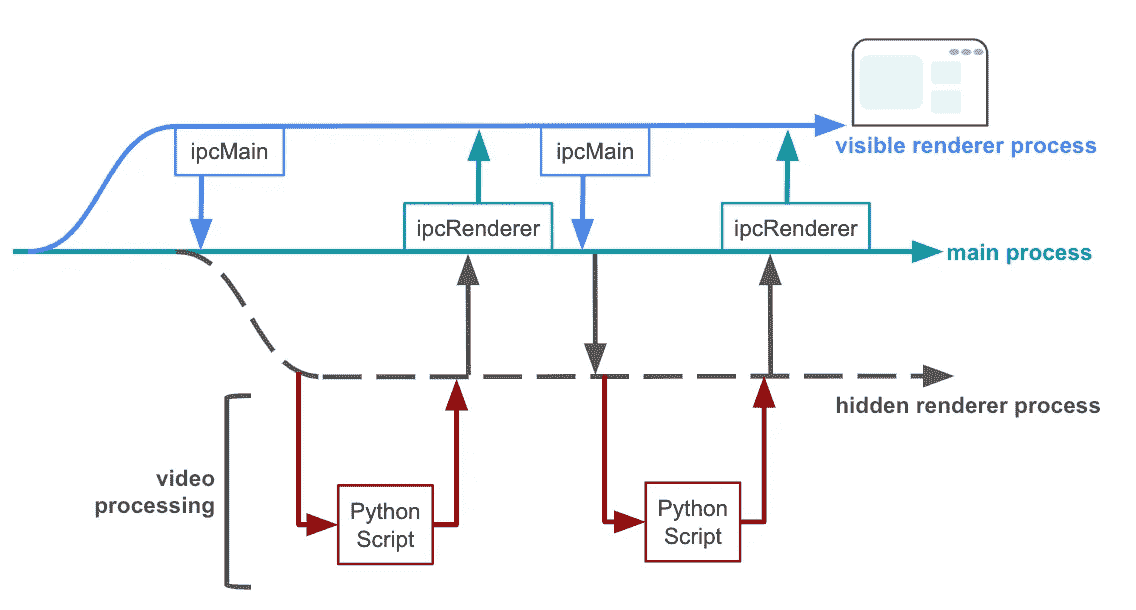 ipcMain
ipcMain
visible renderer process
ipcRenderer
ipcRenderer
main process
hidden renderer process
video
processing
Python
Script
Python
Script